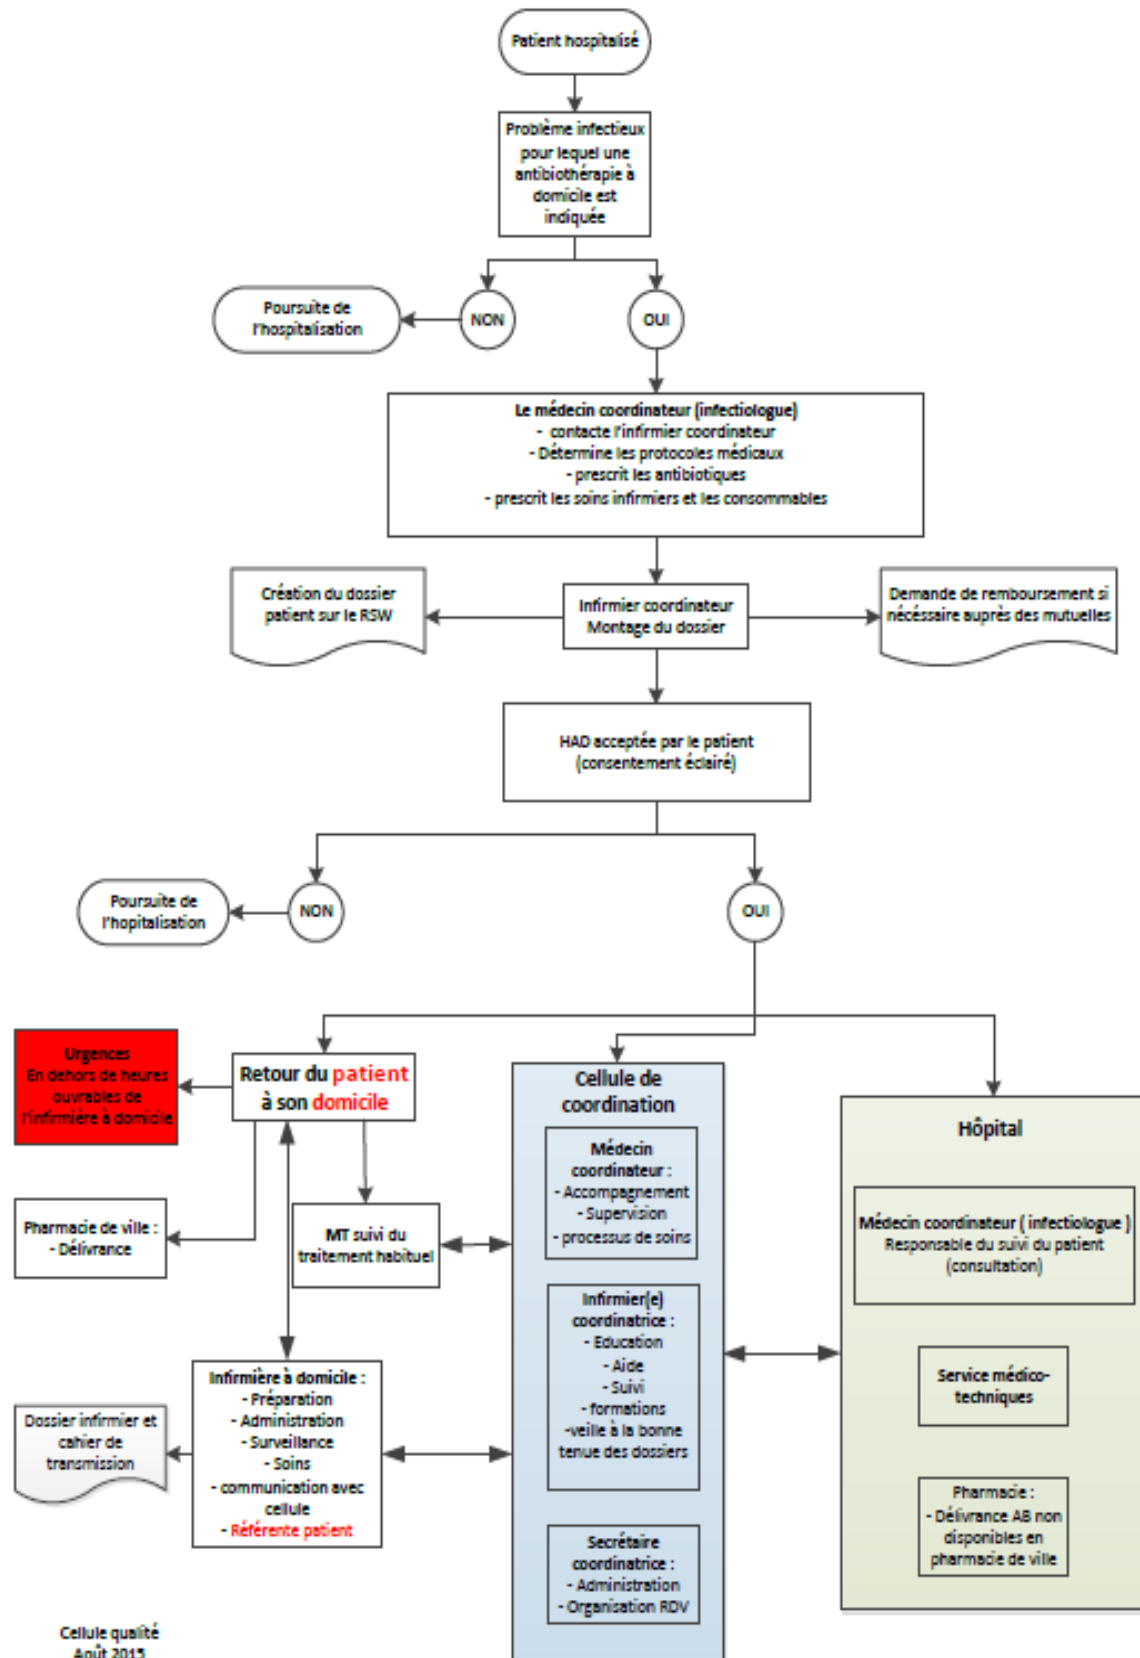 Patient hospitalisé
Problème infectieux
pour lequel une
antibiothérapie à
domicile est
indiquée
Poursuite de
l'hospitalisation
NON
OUI
Le médecin coordinateur (infectiologue)
- contacte l'infirmier coordinateur
- Détermine les protocoles médicaux
- prescrit les antibiotiques
- prescrit les soins infirmiers et les consommables
Création du dossier
patient sur le RSW
Infirmier coordinateur
Montage du dossier
Demande de remboursement si
nécéssaire auprès des mutuelles
HAD acceptée par le patient
(consentement éclairé)
Poursuite de
l'hopitalisation
NON
OUI
Urgences
En dehors de heures
ouvrables de
l'infirmière à domicile
Retour du patient
à son domicile
Pharmacie de ville :
- Délivrance
MT suivi du
traitement habituel
Infirmière à domicile :
- Préparation
- Administration
- Surveillance
- Soins
- communication avec
cellule
- Référente patient
Dossier infirmier et
cahier de
transmission
Cellule de
coordination
Médecin
coordinateur :
- Accompagnement
- Supervision
- processus de soins
Infirmier(e)
coordinatrice :
- Education
- Aide
- Suivi
- formations
-veille à la bonne
tenue des dossiers
Secrétaire
coordinatrice :
- Administration
- Organisation RDV
Hôpital
Médecin coordinateur ( infectiologue )
Responsable du suivi du patient
(consultation)
Service médico-
techniques
Pharmacie :
- Délivrance AB non
disponibles en
pharmacie de ville
Cellule qualité
Août 2015